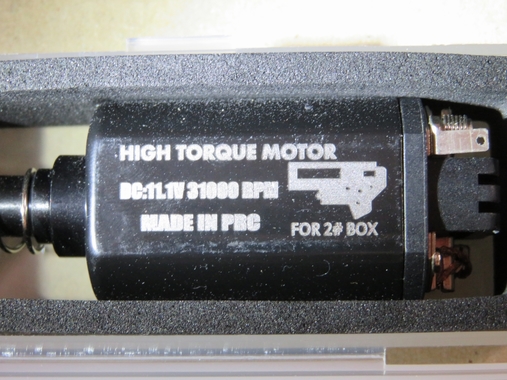 HIGH TORQUE MOTOR
DC:11.1V 31000 RPM
MADE IN PRC
FOR 2# BOX